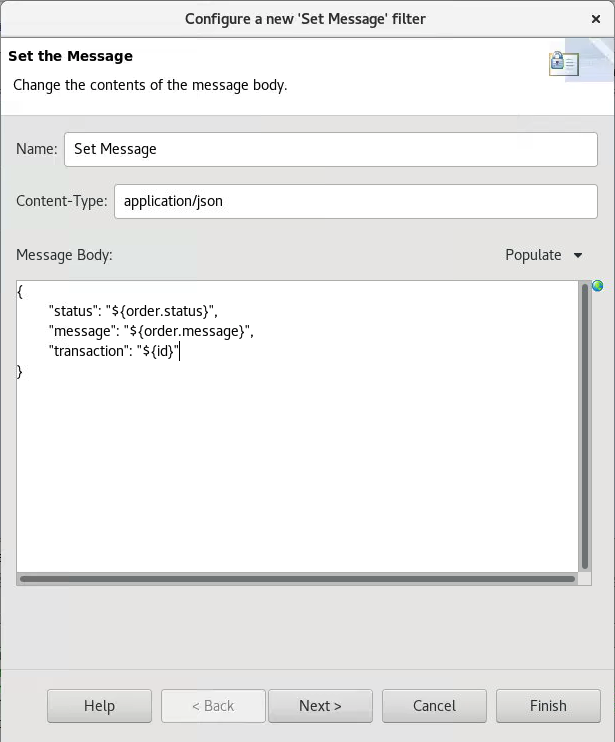 Configure a new 'Set Message' filter
Set the Message
Change the contents of the message body.
Name: Set Message
Content-Type: application/json
Message Body: Populate
{
"status": "${order.status}",
"message": "${order.message}",
"transaction": "${id}"
}
Help < Back Next > Cancel Finish